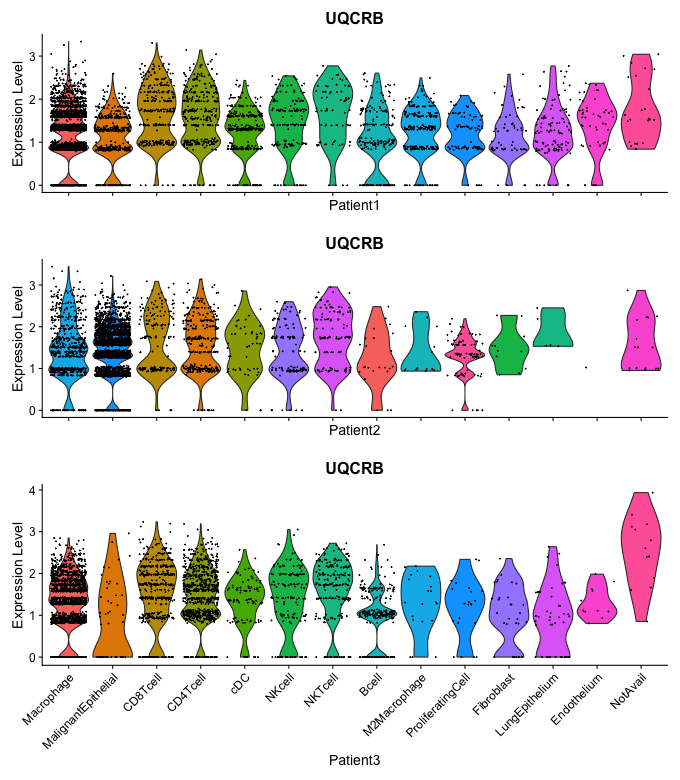 UQCRB
Expression Level
3
2
1
0
Patient1
UQCRB
Expression Level
3
2
1
0
Patient2
UQCRB
Expression Level
4
3
2
1
0
Macrophage
MalignantEpithelial
CD8Tcell
CD4Tcell
cDC
NKcell
NKTcell
Bcell
M2Macrophage
ProliferatingCell
Fibroblast
LungEpithelium
Endothelium
NotAvail
Patient3